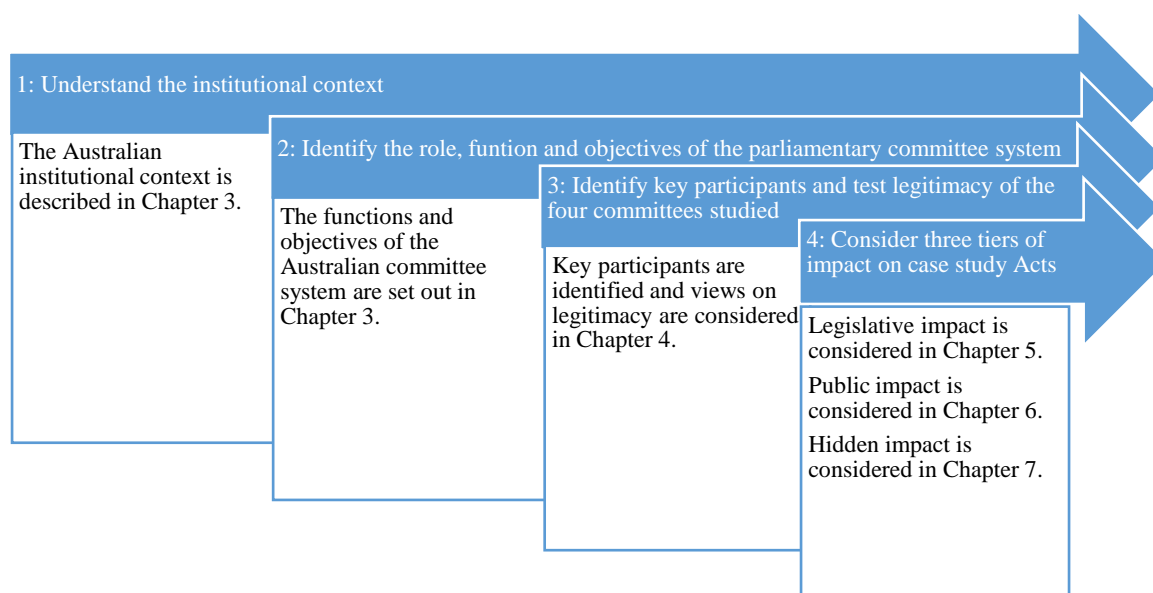 1: Understand the institutional context
The Australian
institutional context is
described in Chapter 3.
2: Identify the role, funtion and objectives of the parliamentary committee system
The functions and
objectives of the
Australian committee
system are set out in
Chapter 3.
3: Identify key participants and test legitimacy of the
four committees studied
Key participants are
identified and views on
legitimacy are considered
in Chapter 4.
4: Consider three tiers of
impact on case study Acts
Legislative impact is
considered in Chapter 5.
Public impact is
considered in Chapter 6.
Hidden impact is
considered in Chapter 7.